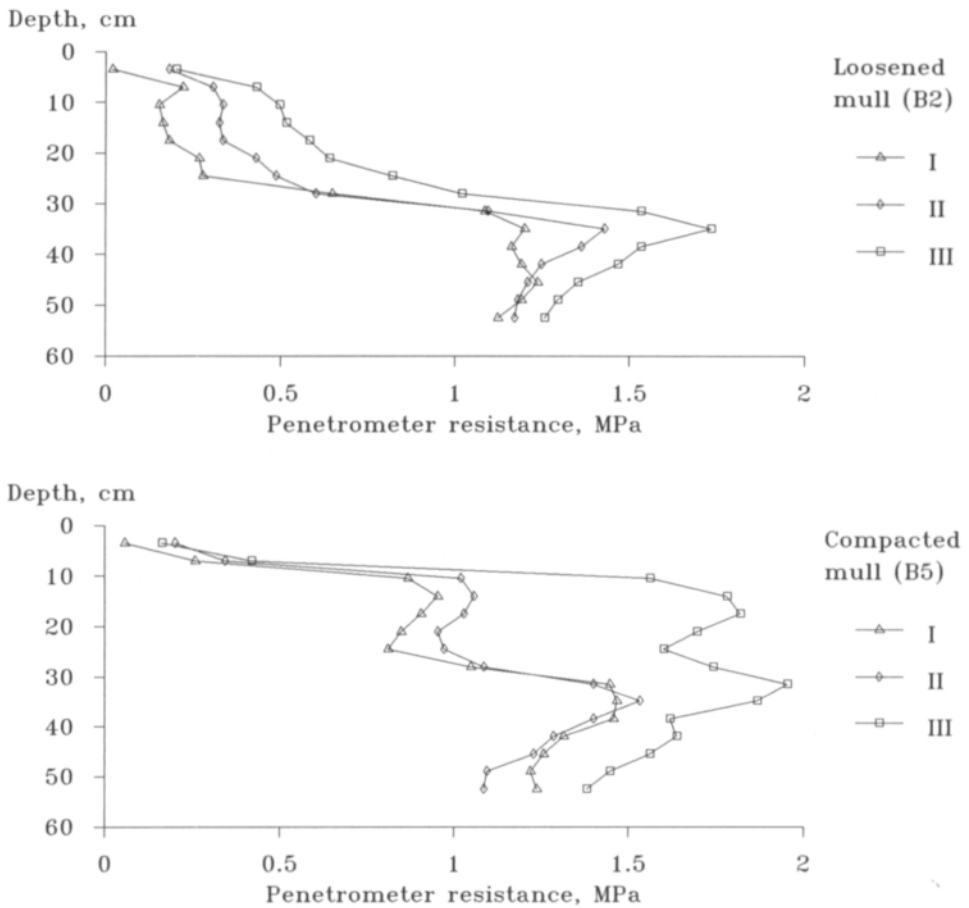 Depth, cm
0
10
20
30
40
50
60
0
0.5
1
1.5
2
Penetrometer resistance, MPa
Loosened
mull (B2)
I
II
III
Depth, cm
0
10
20
30
40
50
60
0
0.5
1
1.5
2
Penetrometer resistance, MPa
Compacted
mull (B5)
I
II
III